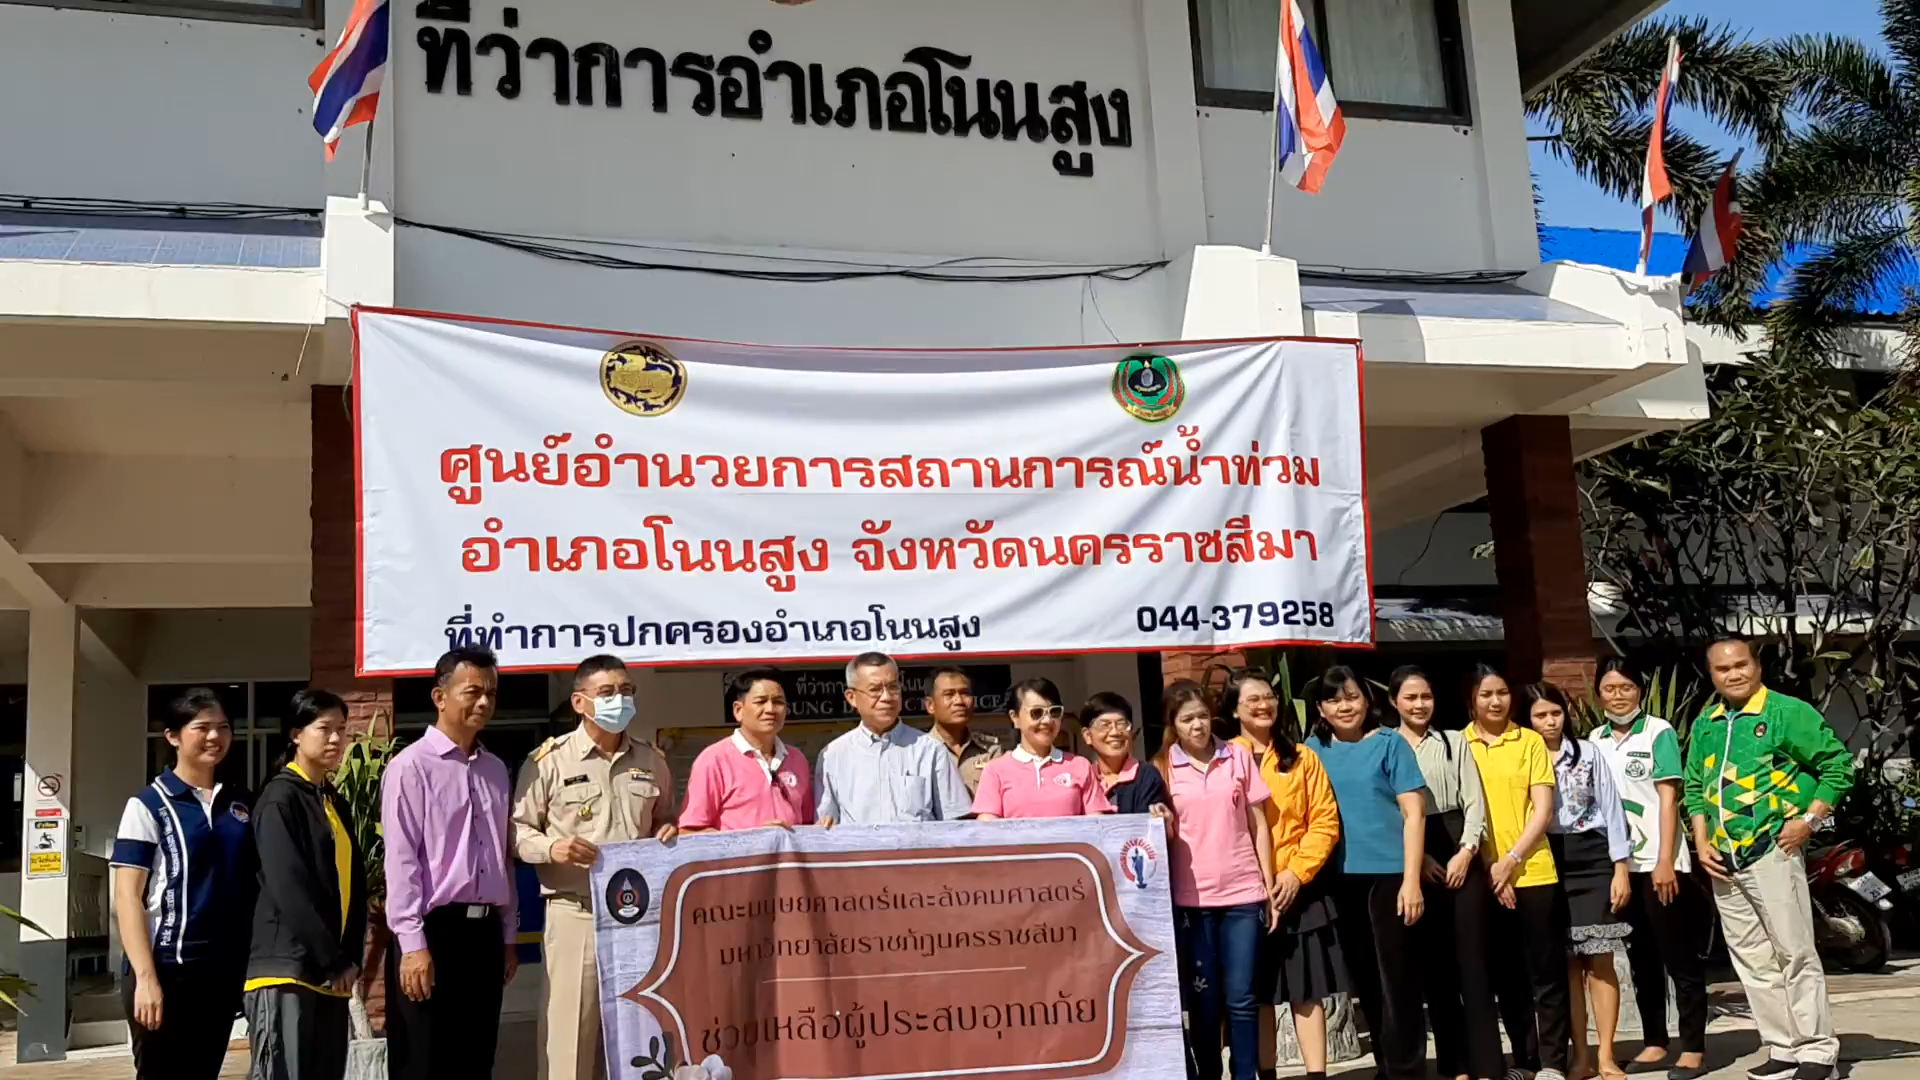 ที่ว่าการอำเภอโนนสูง
ศูนย์อำนวยการสถานการณ์น้ำท่วม
อำเภอโนนสูง จังหวัดนครราชสีมา
ที่ทำการปกครองอำเภอโนนสูง 044-379258
คณะมนุษยศาสตร์และสังคมศาสตร์
มหาวิทยาลัยราชภัฏนครราชสีมา
ช่วยเหลือผู้ประสบอุทกภัย